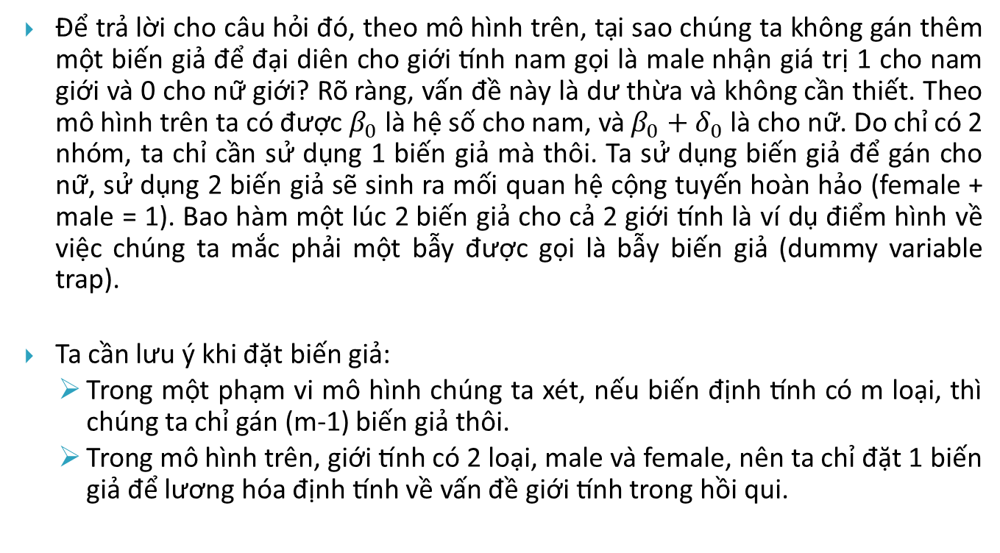 Để trả lời cho câu hỏi đó, theo mô hình trên, tại sao chúng ta không gán thêm
một biến giả để đại diên cho giới tính nam gọi là male nhận giá trị 1 cho nam
giới và 0 cho nữ giới? Rõ ràng, vấn đề này là dư thừa và không cần thiết. Theo
mô hình trên ta có được β₀ là hệ số cho nam, và β₀ + δ₀ là cho nữ. Do chỉ có 2
nhóm, ta chỉ cần sử dụng 1 biến giả mà thôi. Ta sử dụng biến giả để gán cho
nữ, sử dụng 2 biến giả sẽ sinh ra mối quan hệ cộng tuyến hoàn hảo (female +
male = 1). Bao hàm một lúc 2 biến giả cho cả 2 giới tính là ví dụ điểm hình về
việc chúng ta mắc phải một bẫy được gọi là bẫy biến giả (dummy variable
trap).
Ta cần lưu ý khi đặt biến giả:
Trong một phạm vi mô hình chúng ta xét, nếu biến định tính có m loại, thì
chúng ta chỉ gán (m-1) biến giả thôi.
Trong mô hình trên, giới tính có 2 loại, male và female, nên ta chỉ đặt 1 biến
giả để lương hóa định tính về vấn đề giới tính trong hồi qui.